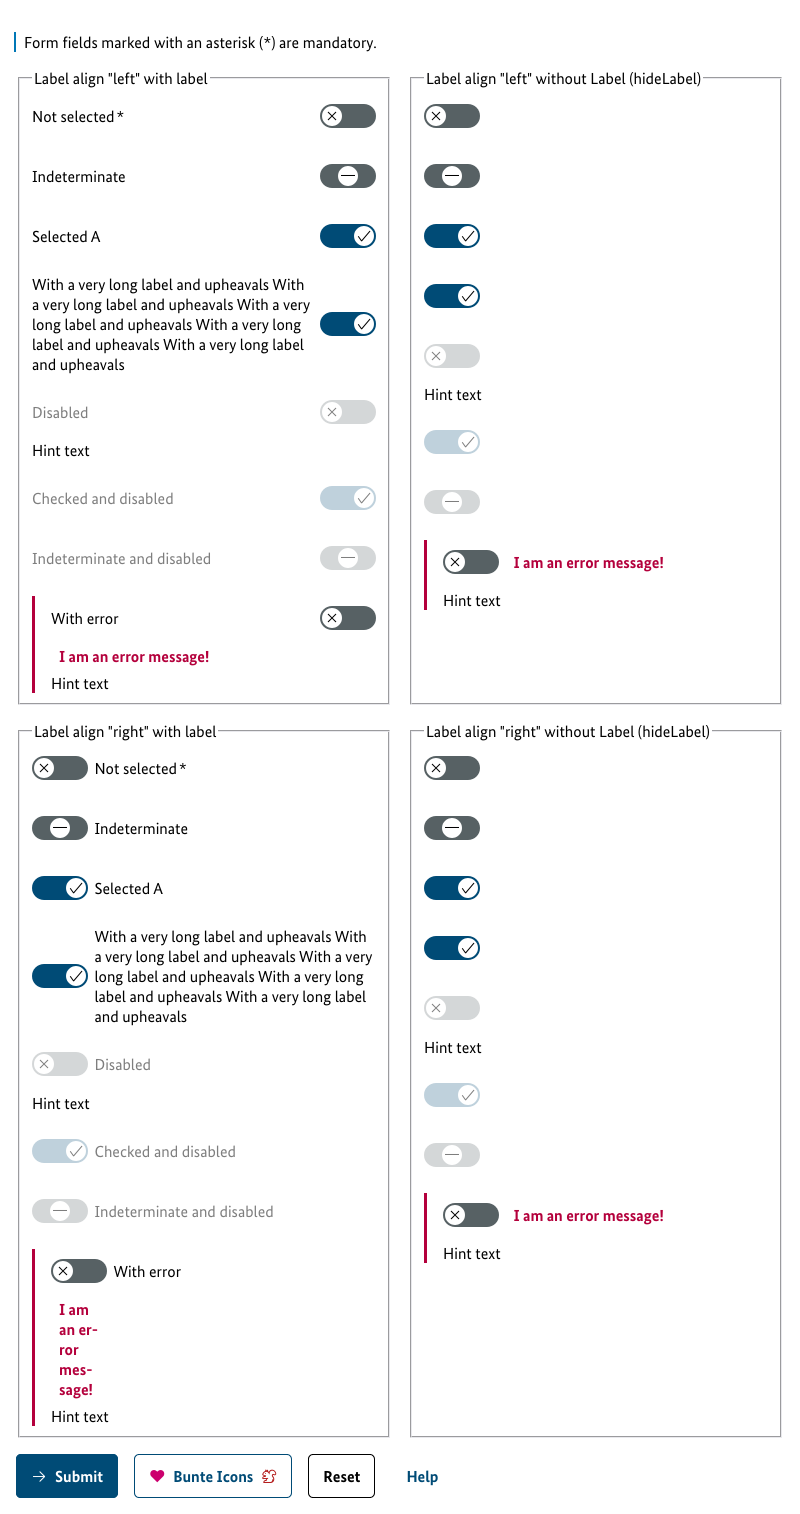 Form fields marked with an asterisk (*) are mandatory.
Label align "left" with label
Not selected *
Indeterminate
Selected A
With a very long label and upheavals With
a very long label and upheavals With a very
long label and upheavals With a very long
label and upheavals With a very long label
and upheavals
Disabled
Hint text
Checked and disabled
Indeterminate and disabled
With error
I am an error message!
Hint text
Label align "left" without Label (hideLabel)
Hint text
I am an error message!
Hint text
Label align "right" with label
Not selected *
Indeterminate
Selected A
With a very long label and upheavals With
a very long label and upheavals With a very
long label and upheavals With a very long
label and upheavals With a very long label
and upheavals
Disabled
Hint text
Checked and disabled
Indeterminate and disabled
With error
I am
an er-
ror
mes-
sage!
Hint text
Label align "right" without Label (hideLabel)
Hint text
I am an error message!
Hint text
Submit
Bunte Icons
Reset
Help